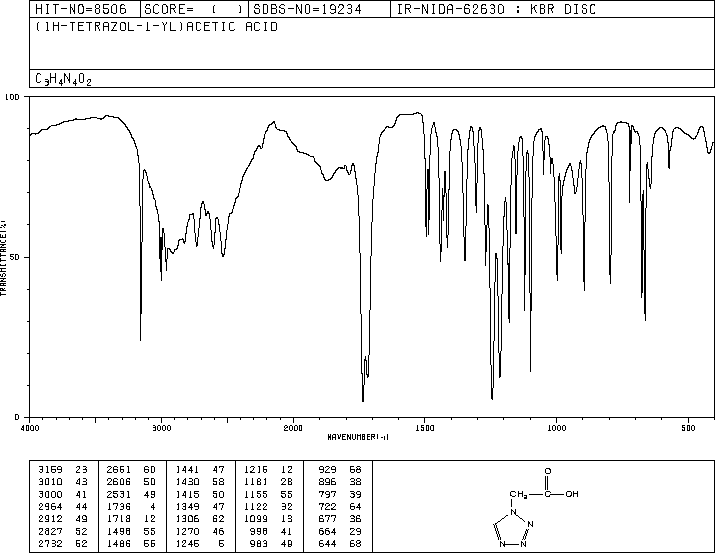 HIT-NO=8506 SCORE= ( ) SDBS-NO=19234 IR-NIDA-62630 : KBR DISC
(1H-TETRAZOL-1-YL)ACETIC ACID
C3H4N4O2
100
50
0
TRANSMITTANCE(%)
4000 3000 2000 1500 1000 500
WAVENUMBER(-1)
3159 23 2661 60 1441 47 1216 12 929 68
3010 43 2606 50 1430 58 1181 28 896 38
3000 41 2531 49 1415 50 1155 55 797 39
2964 44 1736 4 1349 47 1122 32 722 64
2912 49 1718 12 1306 62 1099 13 677 36
2827 52 1498 55 1270 46 998 41 664 29
2732 52 1486 55 1245 5 983 49 644 68
O
CH2 C OH
N
N
N N